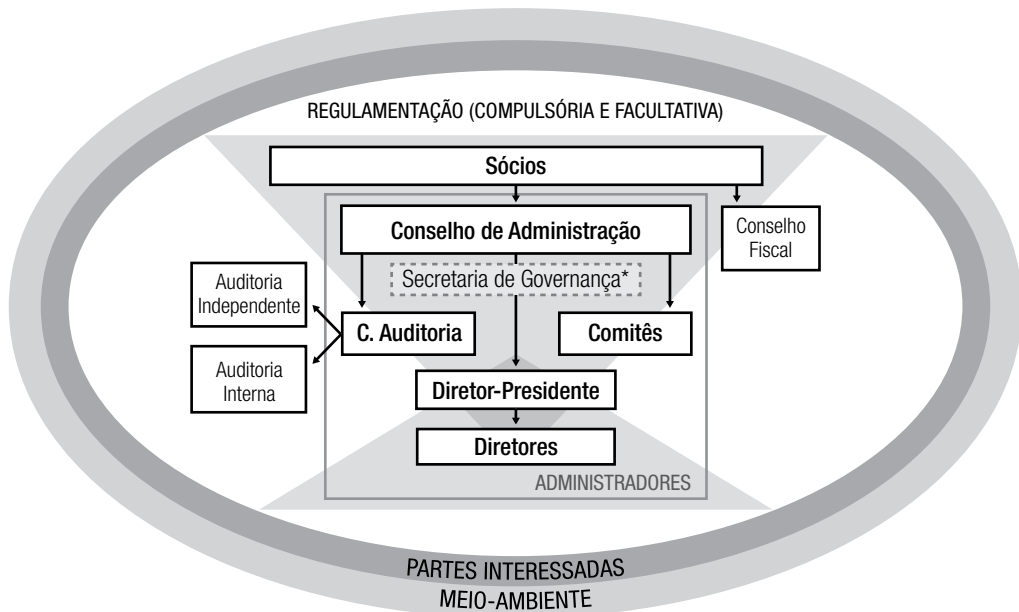 REGULAMENTAÇÃO (COMPULSÓRIA E FACULTATIVA)
Sócios
Conselho de Administração
Conselho
Fiscal
Secretaria de Governança*
Auditoria
Independente
C. Auditoria
Comitês
Auditoria
Interna
Diretor-Presidente
Diretores
ADMINISTRADORES
PARTES INTERESSADAS
MEIO-AMBIENTE